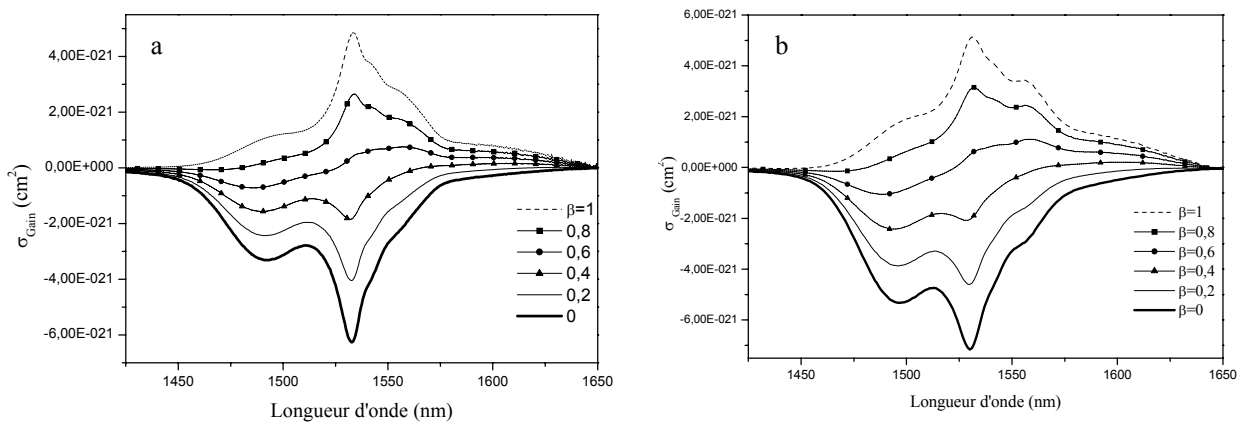 a
4,00E-021
2,00E-021
0,00E+000
-2,00E-021
-4,00E-021
-6,00E-021
σGain (cm2)
β=1
0,8
0,6
0,4
0,2
0
1450 1500 1550 1600 1650
Longueur d'onde (nm)
b
6,00E-021
4,00E-021
2,00E-021
0,00E+000
-2,00E-021
-4,00E-021
-6,00E-021
σGain (cm2)
β=1
β=0,8
β=0,6
β=0,4
β=0,2
β=0
1450 1500 1550 1600 1650
Longueur d'onde (nm)